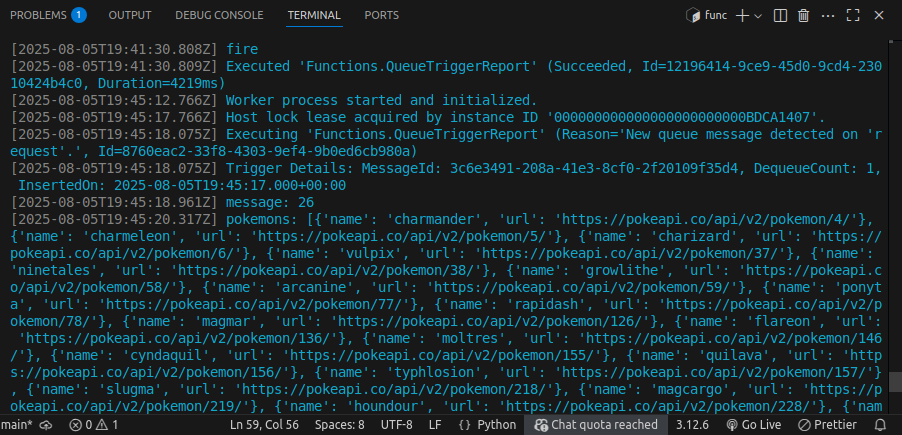 PROBLEMS 1 OUTPUT DEBUG CONSOLE TERMINAL PORTS func
[2025-08-05T19:41:30.808Z] fire
[2025-08-05T19:41:30.809Z] Executed 'Functions.QueueTriggerReport' (Succeeded, Id=12196414-9ce9-45d0-9cd4-230
10424b4c0, Duration=4219ms)
[2025-08-05T19:45:12.766Z] Worker process started and initialized.
[2025-08-05T19:45:17.766Z] Host lock lease acquired by instance ID '000000000000000000000000BDCA1407'.
[2025-08-05T19:45:18.075Z] Executing 'Functions.QueueTriggerReport' (Reason='New queue message detected on 'r
equest'.', Id=8760eac2-33f8-4303-9ef4-9b0ed6cb980a)
[2025-08-05T19:45:18.075Z] Trigger Details: MessageId: 3c6e3491-208a-41e3-8cf0-2f20109f35d4, DequeueCount: 1,
 InsertedOn: 2025-08-05T19:45:17.000+00:00
[2025-08-05T19:45:18.961Z] message: 26
[2025-08-05T19:45:20.317Z] pokemons: [{'name': 'charmander', 'url': 'https://pokeapi.co/api/v2/pokemon/4/'},
{'name': 'charmeleon', 'url': 'https://pokeapi.co/api/v2/pokemon/5/'}, {'name': 'charizard', 'url': 'https://
pokeapi.co/api/v2/pokemon/6/'}, {'name': 'vulpix', 'url': 'https://pokeapi.co/api/v2/pokemon/37/'}, {'name':
'ninetales', 'url': 'https://pokeapi.co/api/v2/pokemon/38/'}, {'name': 'growlithe', 'url': 'https://pokeapi.c
o/api/v2/pokemon/58/'}, {'name': 'arcanine', 'url': 'https://pokeapi.co/api/v2/pokemon/59/'}, {'name': 'ponyt
a', 'url': 'https://pokeapi.co/api/v2/pokemon/77/'}, {'name': 'rapidash', 'url': 'https://pokeapi.co/api/v2/p
okemon/78/'}, {'name': 'magmar', 'url': 'https://pokeapi.co/api/v2/pokemon/126/'}, {'name': 'flareon', 'url':
 'https://pokeapi.co/api/v2/pokemon/136/'}, {'name': 'moltres', 'url': 'https://pokeapi.co/api/v2/pokemon/146
/'}, {'name': 'cyndaquil', 'url': 'https://pokeapi.co/api/v2/pokemon/155/'}, {'name': 'quilava', 'url': 'http
s://pokeapi.co/api/v2/pokemon/156/'}, {'name': 'typhlosion', 'url': 'https://pokeapi.co/api/v2/pokemon/157/'}
, {'name': 'slugma', 'url': 'https://pokeapi.co/api/v2/pokemon/218/'}, {'name': 'magcargo', 'url': 'https://p
okeapi.co/api/v2/pokemon/219/'}, {'name': 'houndour', 'url': 'https://pokeapi.co/api/v2/pokemon/228/'}, {'nam
main* 0 1 Ln 59, Col 56 Spaces: 8 UTF-8 LF {} Python Chat quota reached 3.12.6 Go Live Prettier